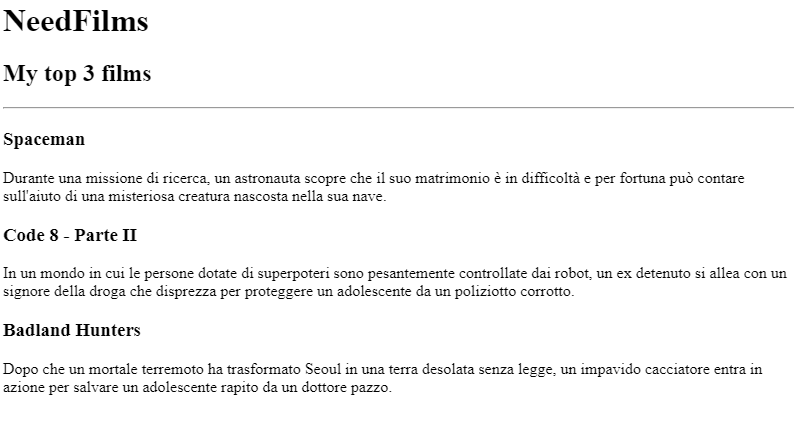 NeedFilms
My top 3 films
Spaceman
Durante una missione di ricerca, un astronauta scopre che il suo matrimonio è in difficoltà e per fortuna può contare
sull'aiuto di una misteriosa creatura nascosta nella sua nave.
Code 8 - Parte II
In un mondo in cui le persone dotate di superpoteri sono pesantemente controllate dai robot, un ex detenuto si allea con un
signore della droga che disprezza per proteggere un adolescente da un poliziotto corrotto.
Badland Hunters
Dopo che un mortale terremoto ha trasformato Seoul in una terra desolata senza legge, un impavido cacciatore entra in
azione per salvare un adolescente rapito da un dottore pazzo.